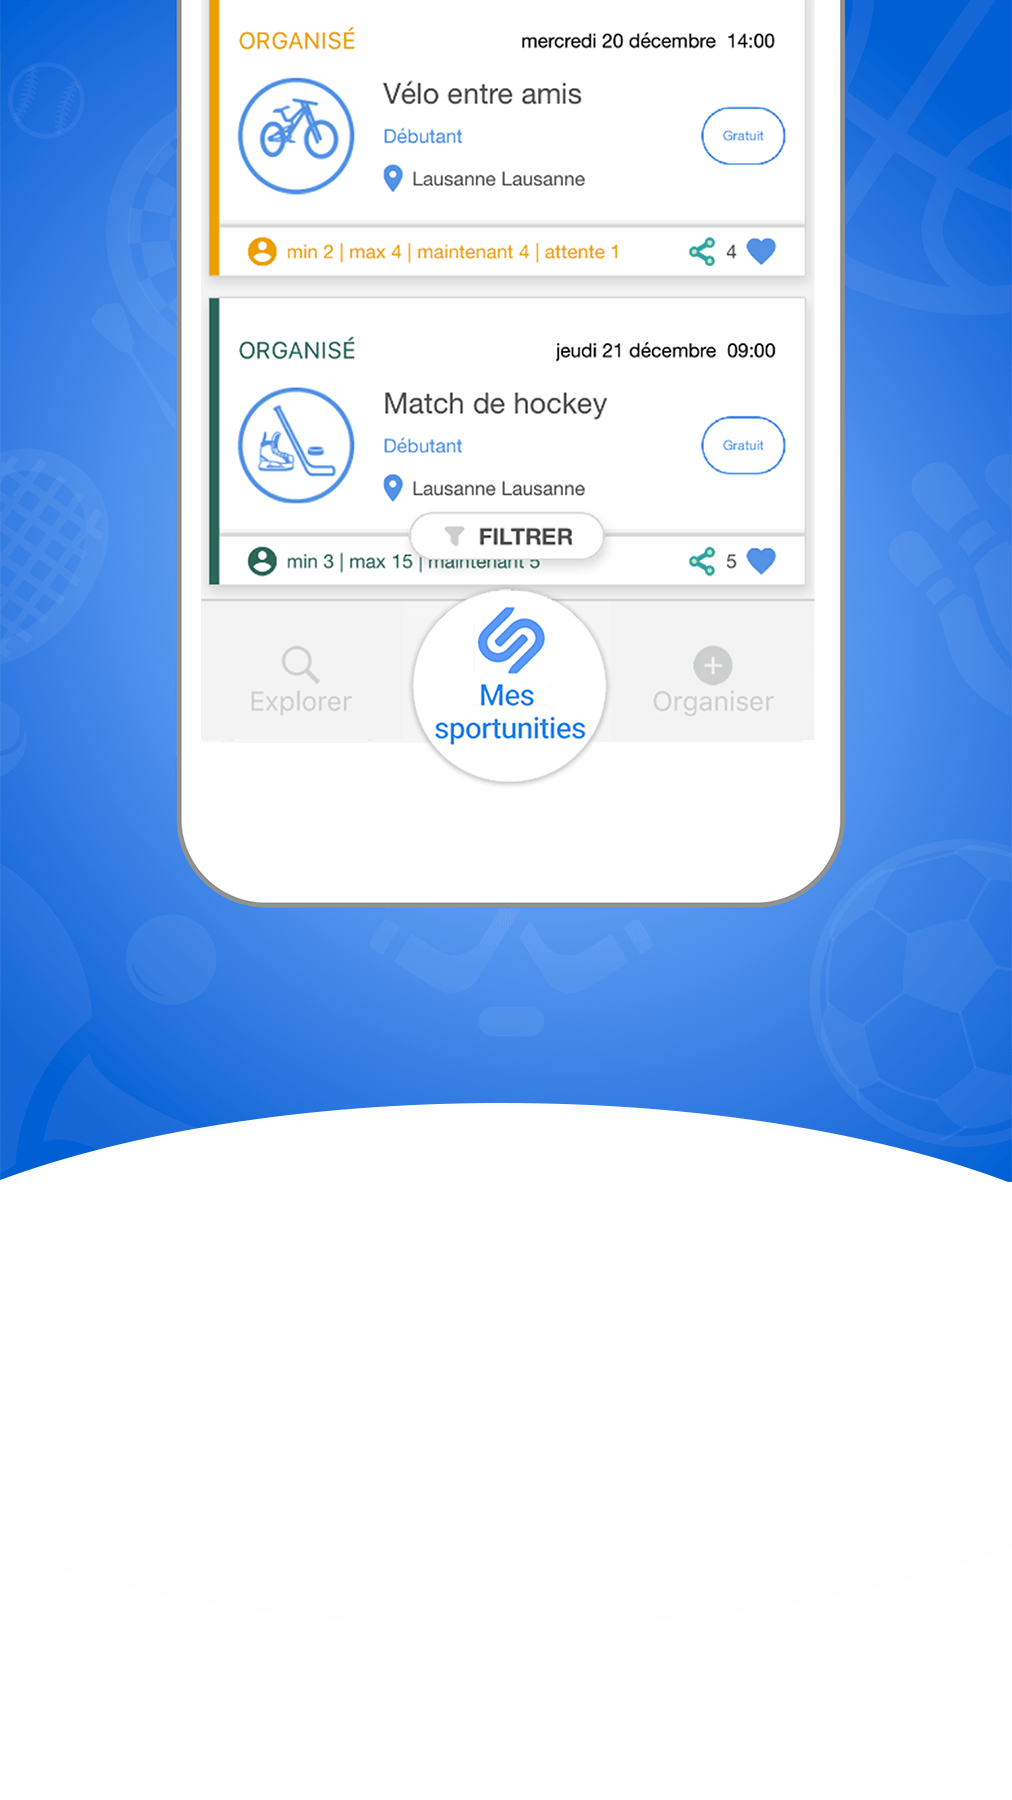 ORGANISÉ mercredi 20 décembre 14:00
Vélo entre amis
Débutant
Gratuit
Lausanne Lausanne
min 2 | max 4 | maintenant 4 | attente 1 4
ORGANISÉ jeudi 21 décembre 09:00
Match de hockey
Débutant
Gratuit
Lausanne Lausanne
FILTRER
min 3 | max 15 | maintenant 5 5
Explorer
Mes
sportunities
Organiser